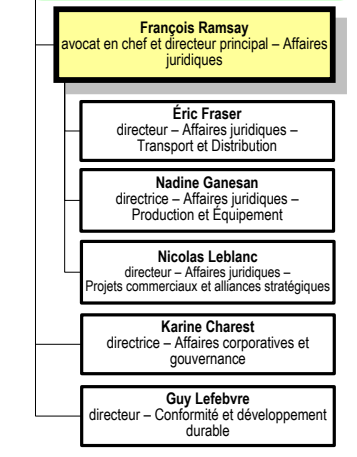 François Ramsay
avocat en chef et directeur principal – Affaires
juridiques
Éric Fraser
directeur – Affaires juridiques –
Transport et Distribution
Nadine Ganesan
directrice – Affaires juridiques –
Production et Équipement
Nicolas Leblanc
directeur – Affaires juridiques –
Projets commerciaux et alliances stratégiques
Karine Charest
directrice – Affaires corporatives et
gouvernance
Guy Lefebvre
directeur – Conformité et développement
durable